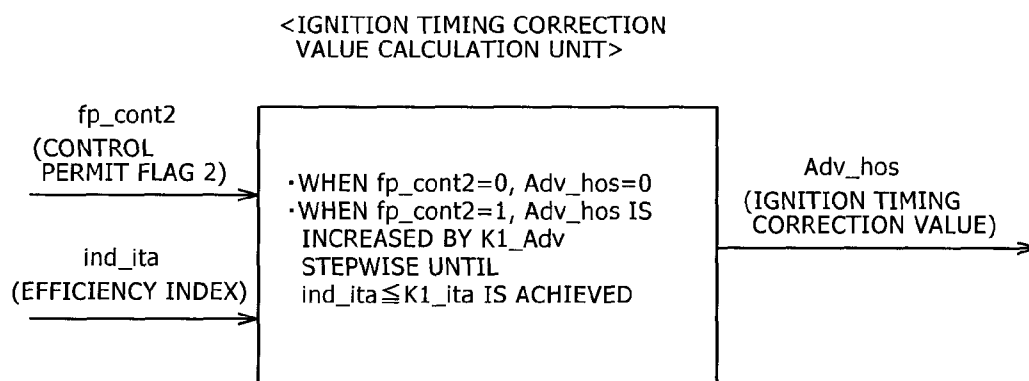 <IGNITION TIMING CORRECTION
VALUE CALCULATION UNIT>
fp_cont2
(CONTROL
PERMIT FLAG 2)
ind_ita
(EFFICIENCY INDEX)
・WHEN fp_cont2=0, Adv_hos=0
・WHEN fp_cont2=1, Adv_hos IS
INCREASED BY K1_Adv
STEPWISE UNTIL
ind_ita≦K1_ita IS ACHIEVED
Adv_hos
(IGNITION TIMING
CORRECTION VALUE)